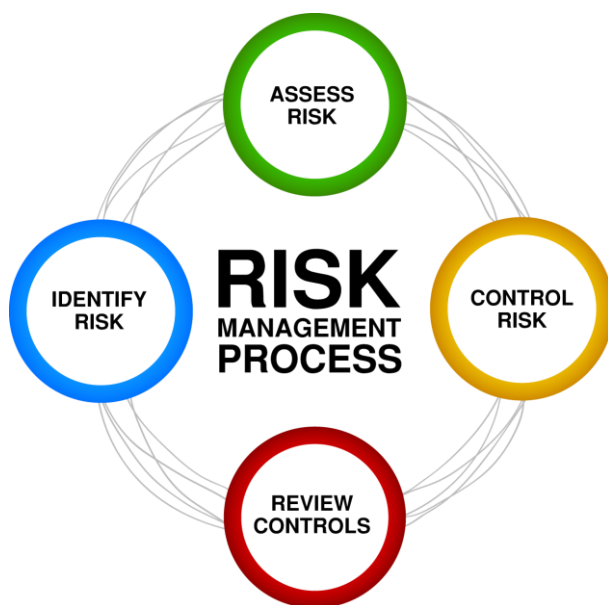 ASSESS
RISK
IDENTIFY
RISK
RISK
MANAGEMENT
PROCESS
CONTROL
RISK
REVIEW
CONTROLS